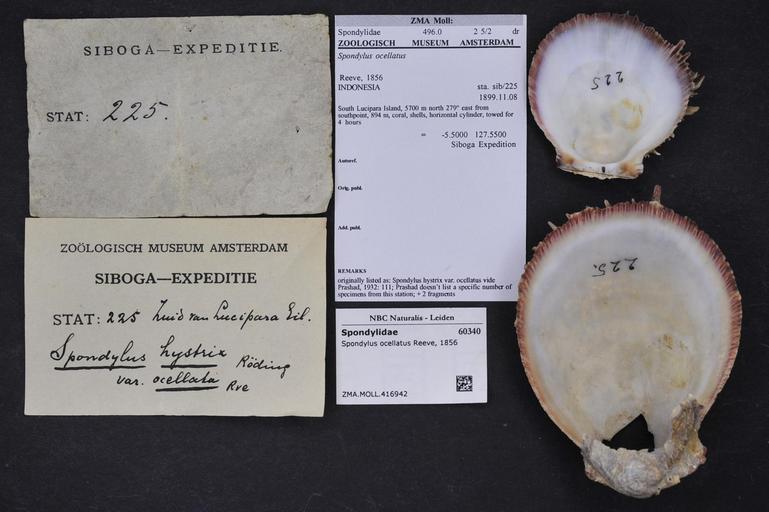 SIBOGA—EXPEDITIE.
STAT: 225.
ZOÖLOGISCH MUSEUM AMSTERDAM
SIBOGA—EXPEDITIE
STAT: 225 Zuid van Lucipara Eil.
Spondylus hystrix Röding
var. ocellata Rve
ZMA Moll:
Spondylidae 496.0 2 5/2 dr
ZOOLOGISCH MUSEUM AMSTERDAM
Spondylus ocellatus
Reeve, 1856
INDONESIA sta. sib/225
1899.11.08
South Lucipara Island, 5700 m north 279° east from
southpoint, 894 m, coral, shells, horizontal cylinder, towed for
4 hours
= -5.5000 127.5500
Siboga Expedition
Autoref.
Orig. publ.
Add. publ.
REMARKS
originally listed as: Spondylus hystrix var. ocellatus vide
Prashad, 1932: 111; Prashad doesn't list a specific number of
specimens from this station; + 2 fragments
NBC Naturalis - Leiden
Spondylidae 60340
Spondylus ocellatus Reeve, 1856
ZMA.MOLL.416942
225
225.